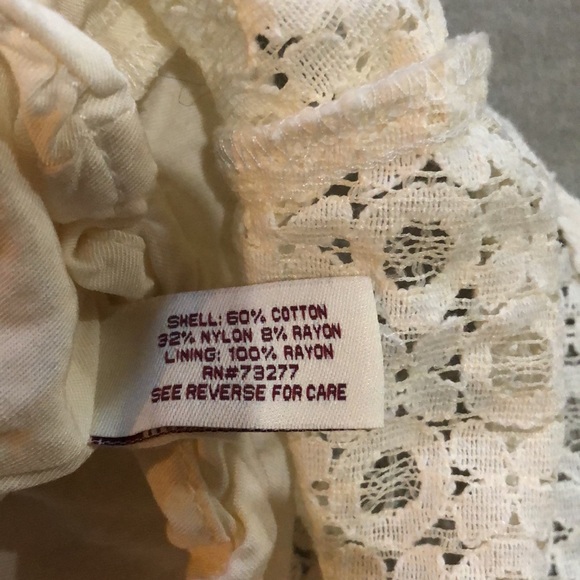 SHELL: 60% COTTON
32% NYLON 8% RAYON
LINING: 100% RAYON
RN#73277
SEE REVERSE FOR CARE